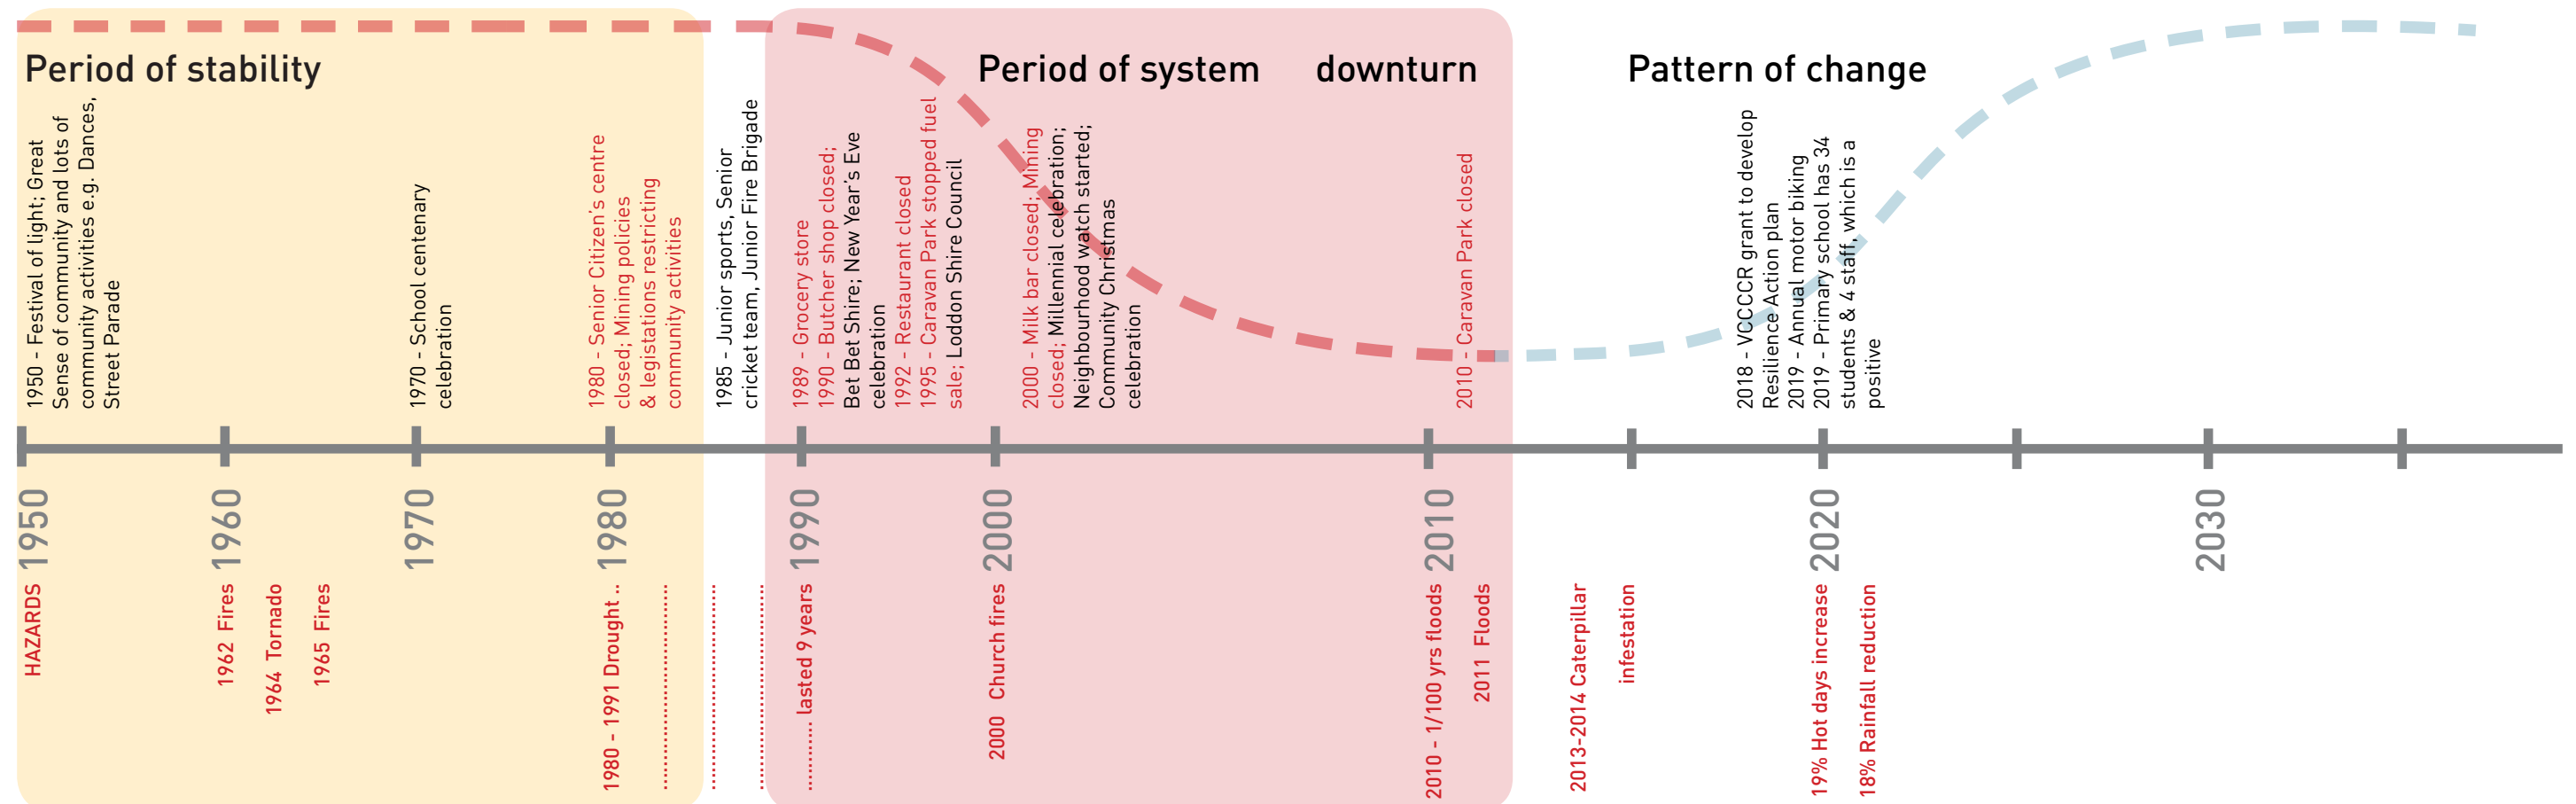 Period of stability
Period of system downturn
Pattern of change
1950 - Festival of light; Great
Sense of community and lots of
community activities e.g. Dances,
Street Parade
1970 - School centenary
celebration
1980 - Senior Citizen's centre
closed; Mining policies
& legistations restricting
community activities
1985 - Junior sports, Senior
cricket team, Junior Fire Brigade
1989 - Grocery store
1990 - Butcher shop closed;
Bet Bet Shire; New Year's Eve
celebration
1992 - Restaurant closed
1995 - Caravan Park stopped fuel
sale; Loddon Shire Council
2000 - Milk bar closed; Mining
closed; Millennial celebration;
Neighbourhood watch started;
Community Christmas
celebration
2010 - Caravan Park closed
2018 - VCCCCR grant to develop
Resilience Action plan
2019 - Annual motor biking
2019 - Primary school has 34
students & 4 staff, which is a
positive
1950
1960
1970
1980
1990
2000
2010
2020
2030
HAZARDS
1962 Fires
1964 Tornado
1965 Fires
1980 - 1991 Drought ..
.......... lasted 9 years
2000 Church fires
2010 - 1/100 yrs floods
2011 Floods
2013-2014 Caterpillar
infestation
19% Hot days increase
18% Rainfall reduction